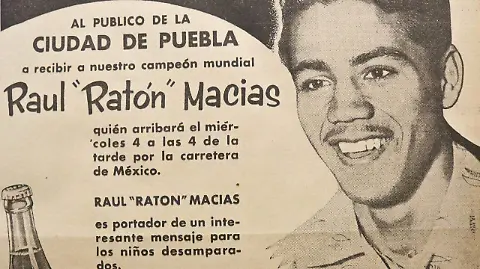 AL PUBLICO DE LA
CIUDAD DE PUEBLA
a recibir a nuestro campeón mundial
Raul "Ratón" Macias
quién arribará el miér-
coles 4 a las 4 de la
tarde por la carretera
de México.
RAUL "RATON" MACIAS
es portador de un inte-
resante mensaje para
los niños desampara-
dos.